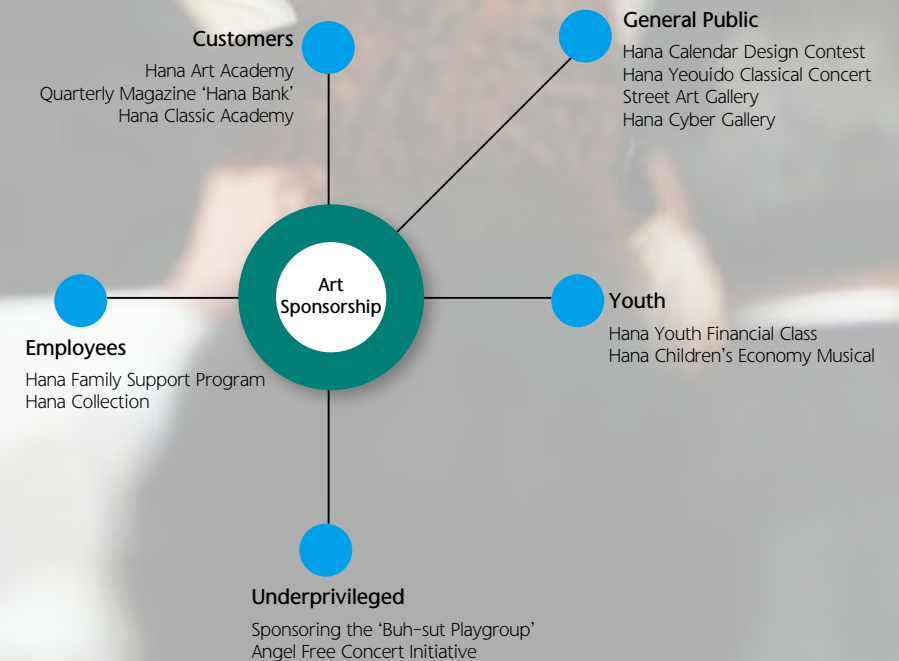 Customers
Hana Art Academy
Quarterly Magazine ‘Hana Bank’
Hana Classic Academy
General Public
Hana Calendar Design Contest
Hana Yeouido Classical Concert
Street Art Gallery
Hana Cyber Gallery
Art
Sponsorship
Youth
Hana Youth Financial Class
Hana Children’s Economy Musical
Employees
Hana Family Support Program
Hana Collection
Underprivileged
Sponsoring the ‘Buh-sut Playgroup’
Angel Free Concert Initiative